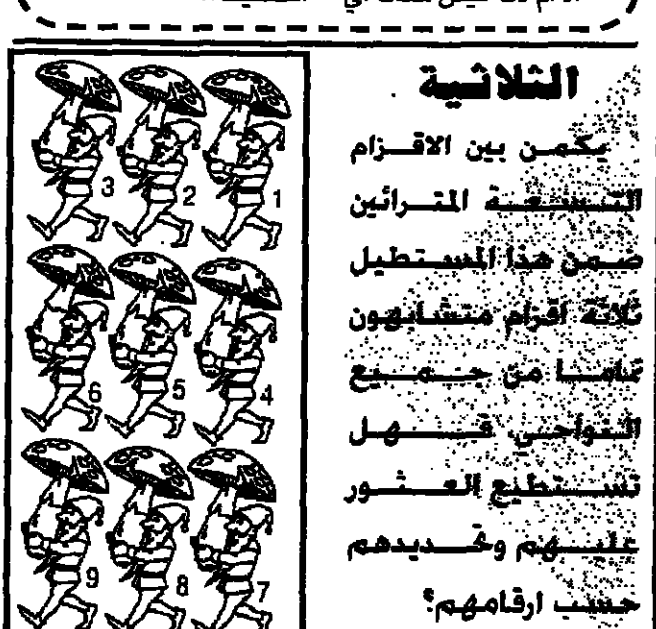 الثلاثية
يكمن بين الاقزام
التسعة المترائين
ضمن هذا المستطيل
ثلاثة اقزام متشابهون
تماما من جميع
النواحي فهل
تستطيع العثور
عليهم وتحديدهم
حسب ارقامهم؟
3 2 1
6 5 4
9 8 7